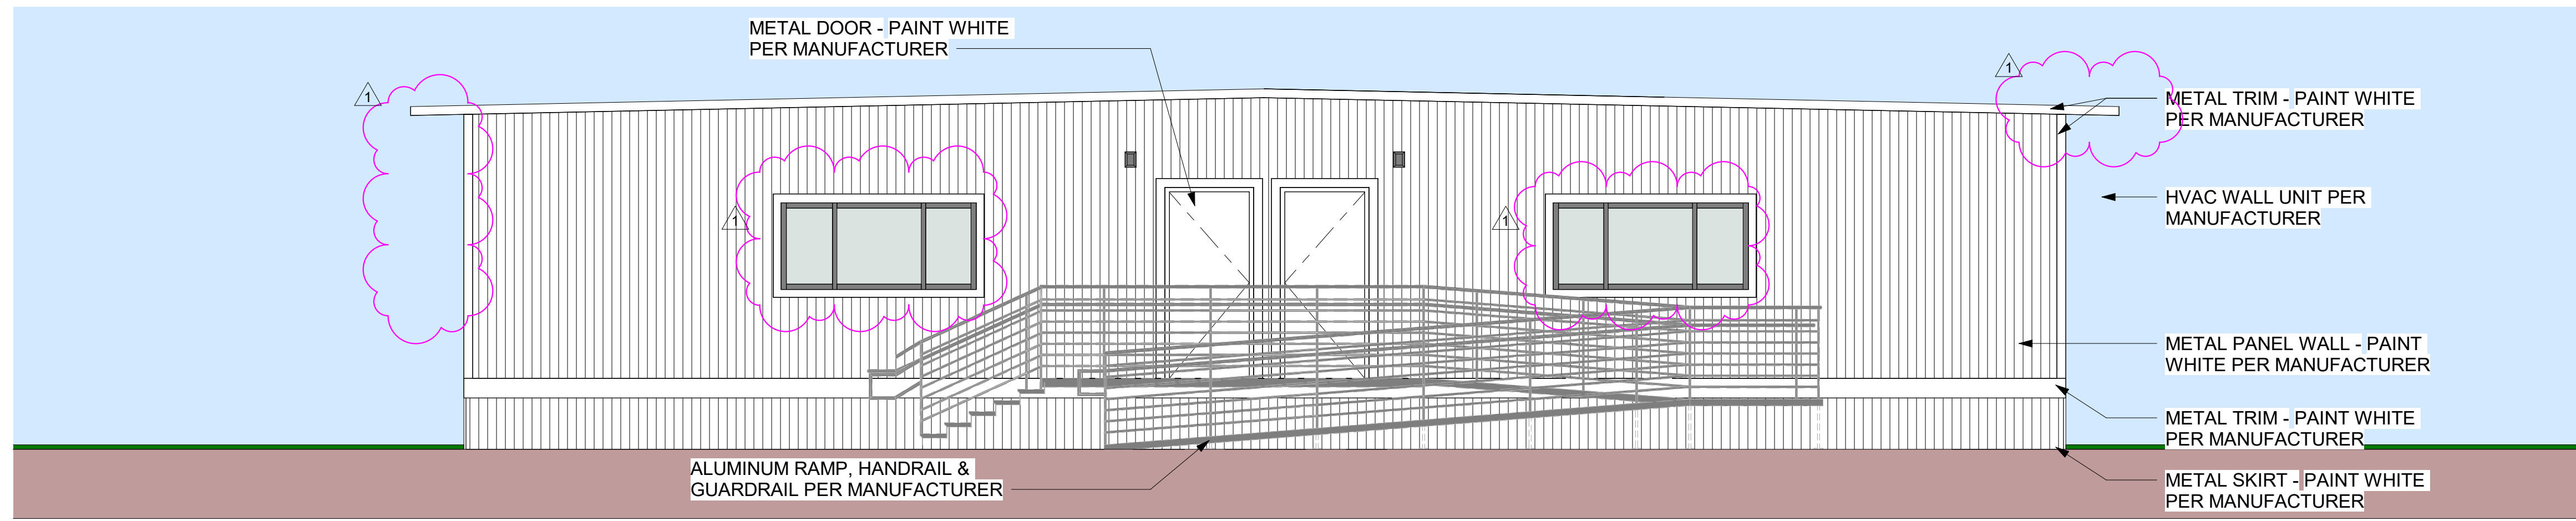 METAL DOOR - PAINT WHITE
PER MANUFACTURER
1
1
METAL TRIM - PAINT WHITE
PER MANUFACTURER
HVAC WALL UNIT PER
MANUFACTURER
1
1
METAL PANEL WALL - PAINT
WHITE PER MANUFACTURER
METAL TRIM - PAINT WHITE
PER MANUFACTURER
ALUMINUM RAMP, HANDRAIL &
GUARDRAIL PER MANUFACTURER
METAL SKIRT - PAINT WHITE
PER MANUFACTURER